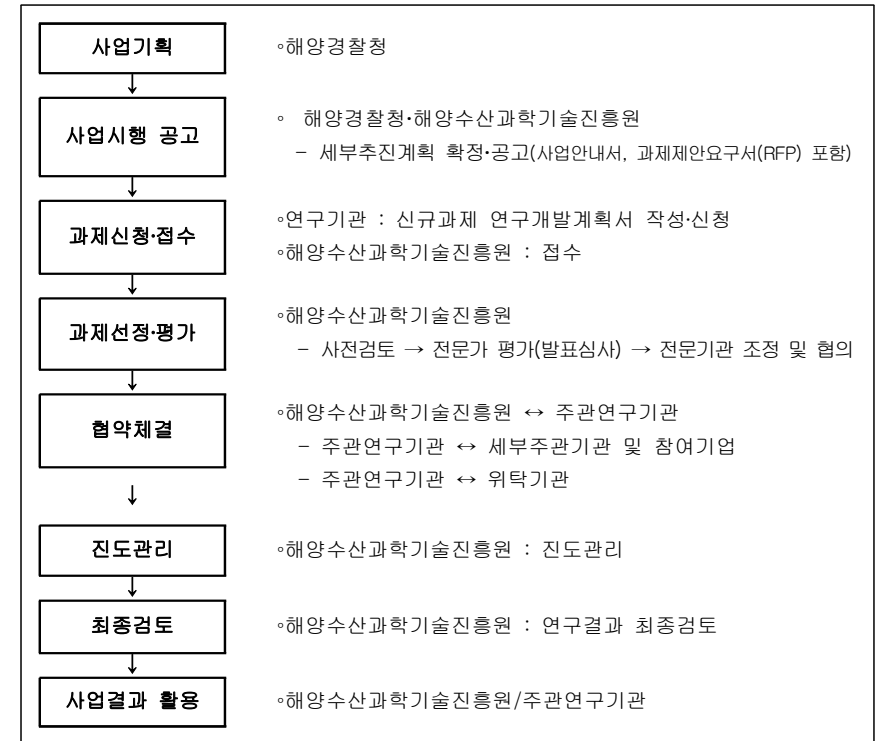 사업기획
◦해양경찰청
↓
사업시행 공고
◦ 해양경찰청·해양수산과학기술진흥원
- 세부추진계획 확정·공고(사업안내서, 과제제안요구서(RFP) 포함)
↓
과제신청·접수
◦연구기관 : 신규과제 연구개발계획서 작성·신청
◦해양수산과학기술진흥원 : 접수
↓
과제선정·평가
◦해양수산과학기술진흥원
- 사전검토 → 전문가 평가(발표심사) → 전문기관 조정 및 협의
↓
협약체결
◦해양수산과학기술진흥원 ↔ 주관연구기관
- 주관연구기관 ↔ 세부주관기관 및 참여기업
- 주관연구기관 ↔ 위탁기관
↓
진도관리
◦해양수산과학기술진흥원 : 진도관리
↓
최종검토
◦해양수산과학기술진흥원 : 연구결과 최종검토
↓
사업결과 활용
◦해양수산과학기술진흥원/주관연구기관